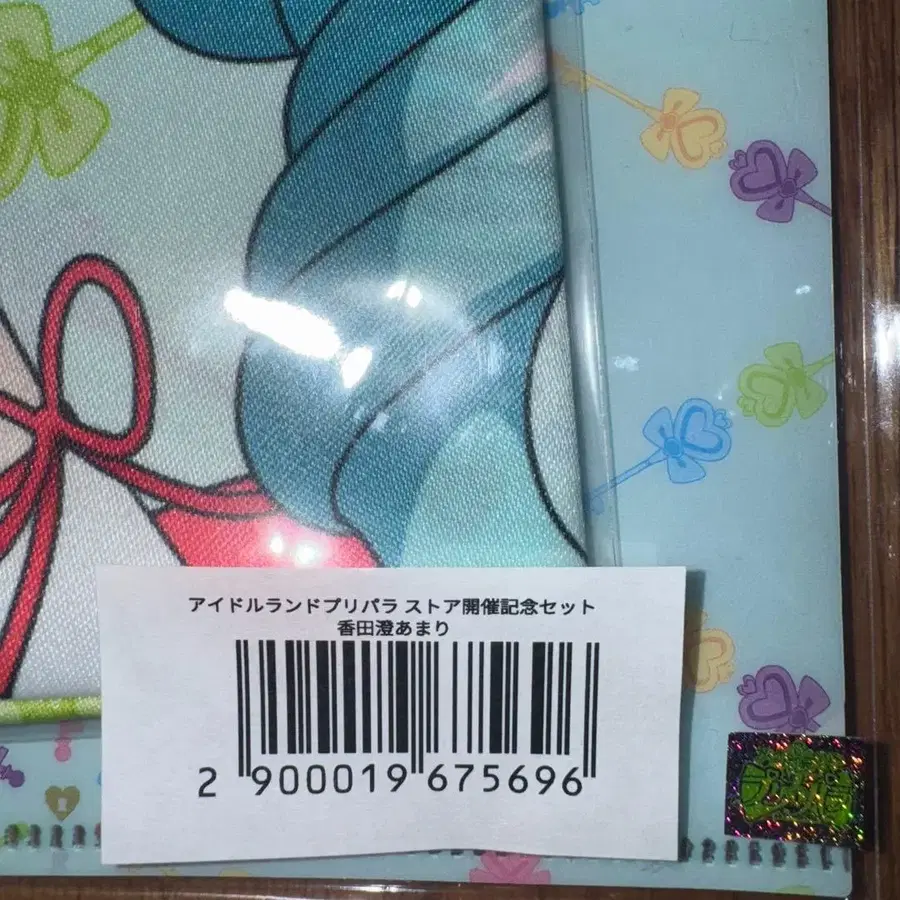 アイドルランドプリパラ ストア開催記念セット
香田澄あまり
2 900019 675696